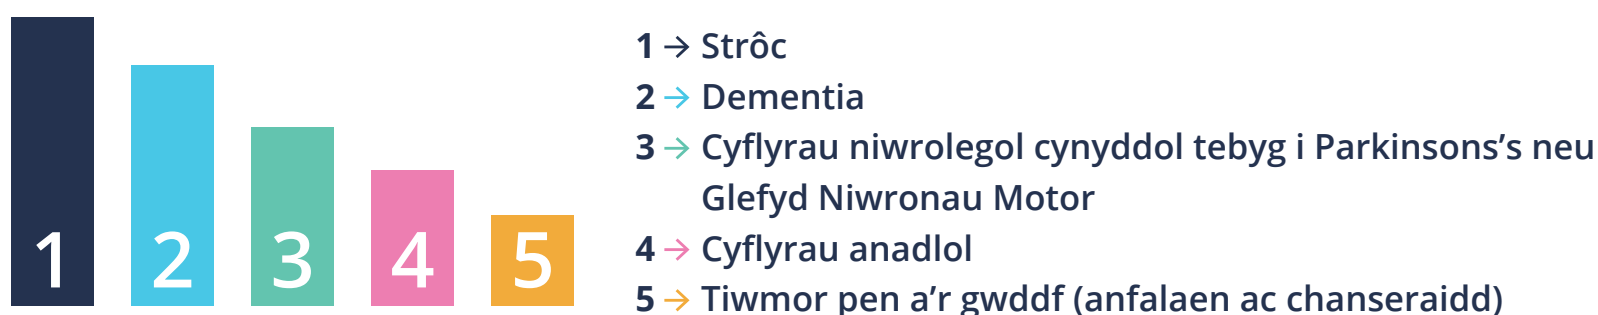 1 2 3 4 5
1 → Strôc
2 → Dementia
3 → Cyflyrau niwrolegol cynyddol tebyg i Parkinsons’s neu
Glefyd Niwronau Motor
4 → Cyflyrau anadlol
5 → Tiwmor pen a’r gwddf (anfalaen ac chanseraidd)